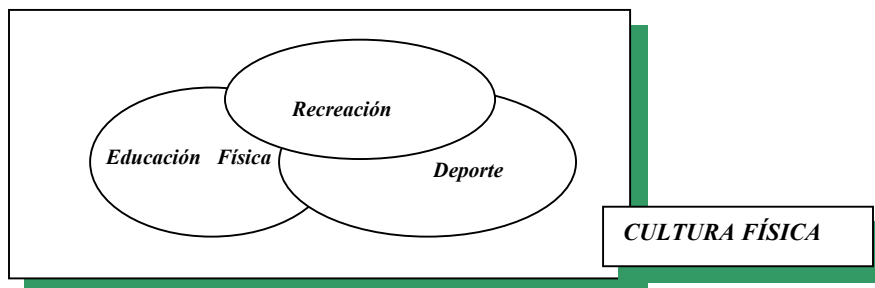 Recreación
Educación Física
Deporte
CULTURA FÍSICA